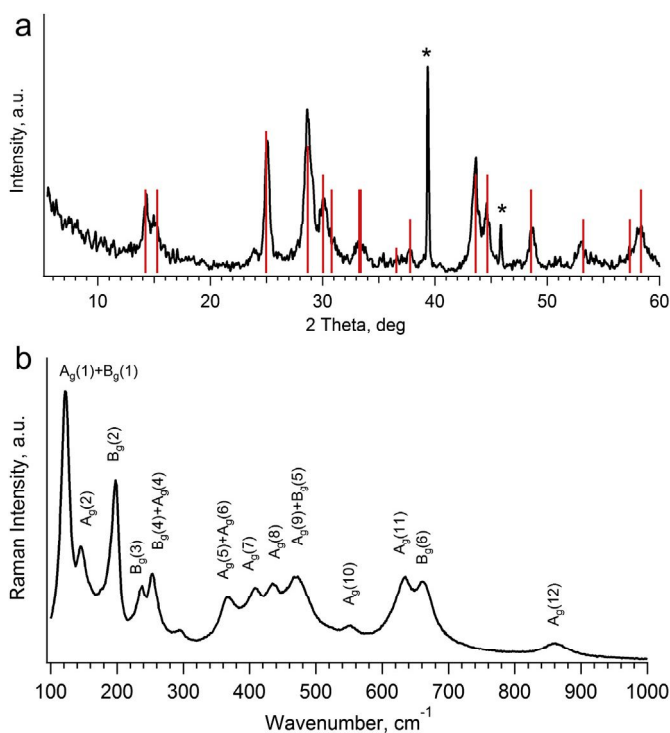 a
Intensity, a.u.
*
*
10 20 30 40 50 60
2 Theta, deg
b
Raman Intensity, a.u.
Ag(1)+Bg(1)
Ag(2)
Bg(2)
Bg(3)
Bg(4)+Ag(4)
Ag(5)+Ag(6)
Ag(7)
Ag(8)
Ag(9)+Bg(5)
Ag(10)
Ag(11)
Bg(6)
Ag(12)
100 200 300 400 500 600 700 800 900 1000
Wavenumber, cm-1